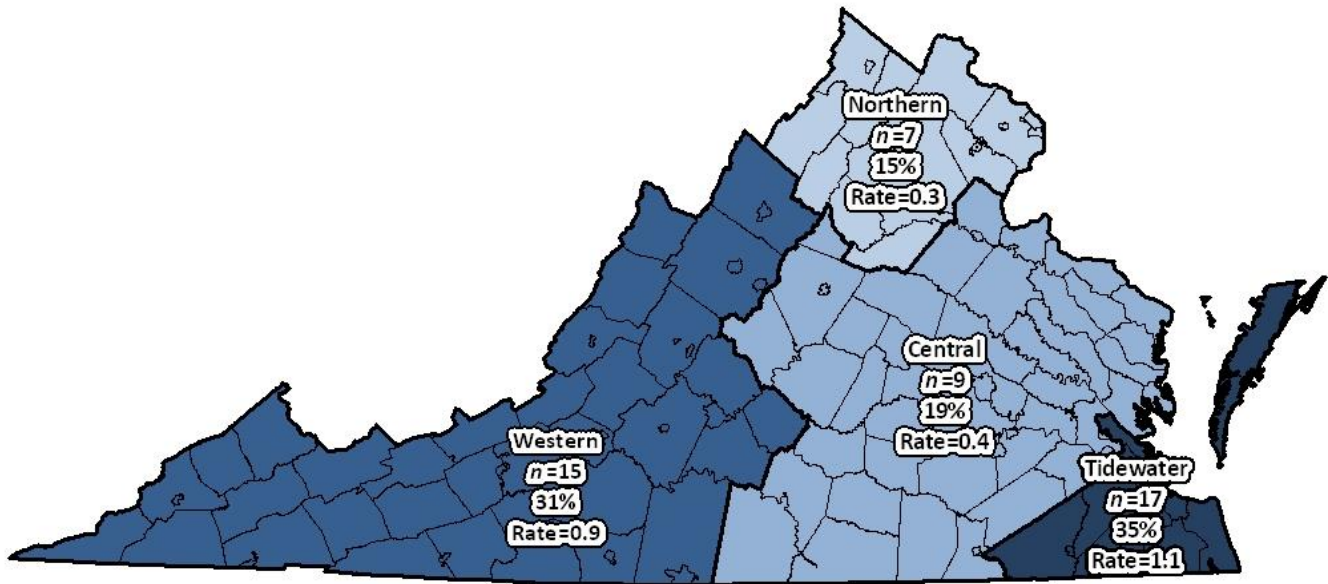 Northern
n=7
15%
Rate=0.3
Central
n=9
19%
Rate=0.4
Western
n=15
31%
Rate=0.9
Tidewater
n=17
35%
Rate=1.1